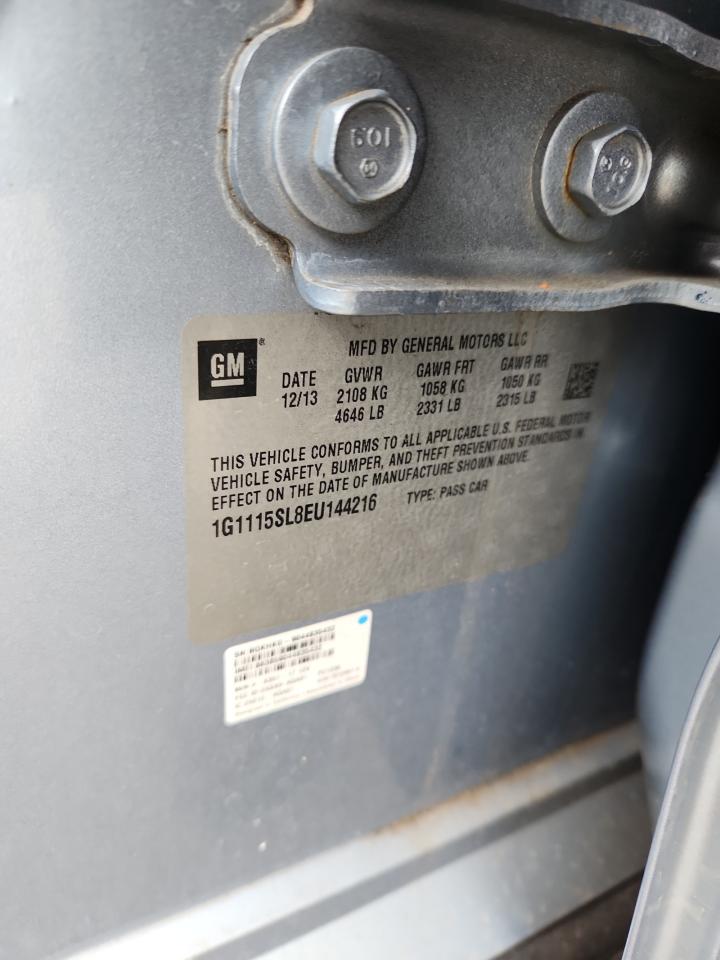 109
GM®
MFD BY GENERAL MOTORS LLC
DATE GVWR GAWR FRT GAWR RR
12/13 2108 KG 1058 KG 1050 KG
4646 LB 2331 LB 2315 LB
THIS VEHICLE CONFORMS TO ALL APPLICABLE U.S. FEDERAL MOTOR
VEHICLE SAFETY, BUMPER, AND THEFT PREVENTION STANDARDS IN
EFFECT ON THE DATE OF MANUFACTURE SHOWN ABOVE.
1G1115SL8EU144216 TYPE: PASS CAR